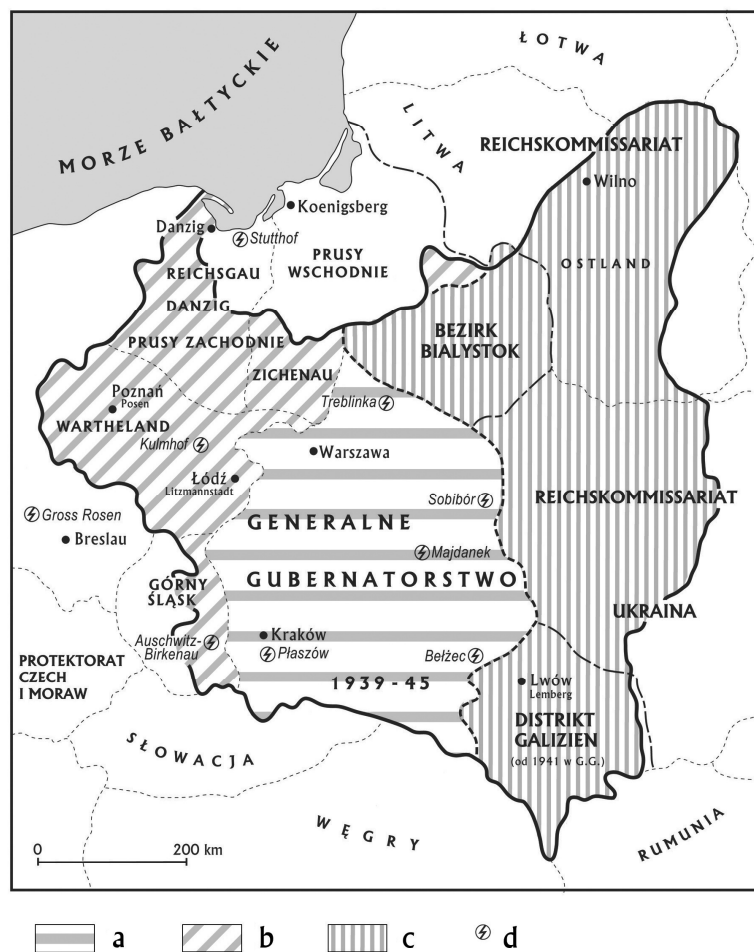 ŁOTWA
MORZE BAŁTYCKIE
LITWA
REICHSKOMMISSARIAT
Wilno
Koenigsberg
Danzig
Stutthof
PRUSY
WSCHODNIE
OSTLAND
REICHSGAU
DANZIG
PRUSY ZACHODNIE
BEZIRK
BIALYSTOK
ZICHENAU
Poznań
Posen
Treblinka
WARTHELAND
Kulmhof
Warszawa
Łódź
Litzmannstadt
Sobibór
REICHSKOMMISSARIAT
Gross Rosen
GENERALNE
Breslau
Majdanek
GÓRNY
ŚLĄSK
GUBERNATORSTWO
UKRAINA
Auschwitz-
Birkenau
Kraków
Płaszów
Bełżec
PROTEKTORAT
CZECH
I MORAW
1939-45
Lwów
Lemberg
DISTRIKT
GALIZIEN
(od 1941 w G.G.)
SŁOWACJA
WĘGRY
RUMUNIA
0 200 km
a b c d